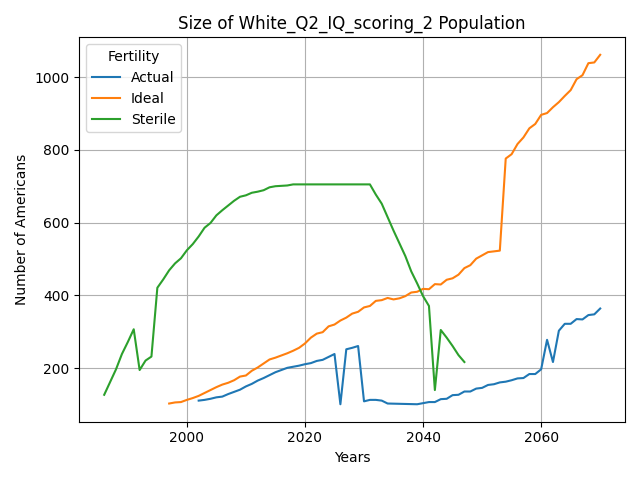 Size of White_Q2_IQ_scoring_2 Population
Fertility
Actual
Ideal
Sterile
Number of Americans
1000
800
600
400
200
2000
2020
2040
2060
Years